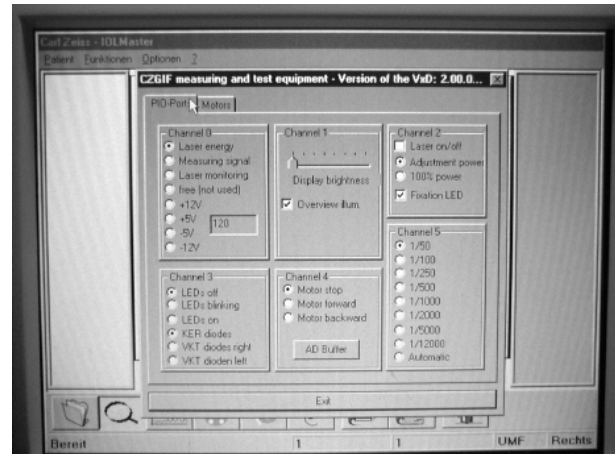 Carl Zeiss - IOLMaster
Patient Funktionen Optionen ?
CZGIF measuring and test equipment - Version of the VxD: 2.00.0...
PIO-Port Motors
Channel 0
Laser energy
Measuring signal
Laser monitoring
free (not used)
+12V
+5V
-5V
-12V
120
Channel 1
Display brightness
Overview illum.
Channel 2
Laser on/off
Adjustment power
100% power
Fixation LED
Channel 3
LEDs off
LEDs blinking
LEDs on
KER diodes
VKT diodes right
VKT dioden left
Channel 4
Motor stop
Motor forward
Motor backward
AD Buffer
Channel 5
1/50
1/100
1/250
1/500
1/1000
1/2000
1/5000
1/12000
Automatic
Exit
Bereit 1 1 UMF Rechts